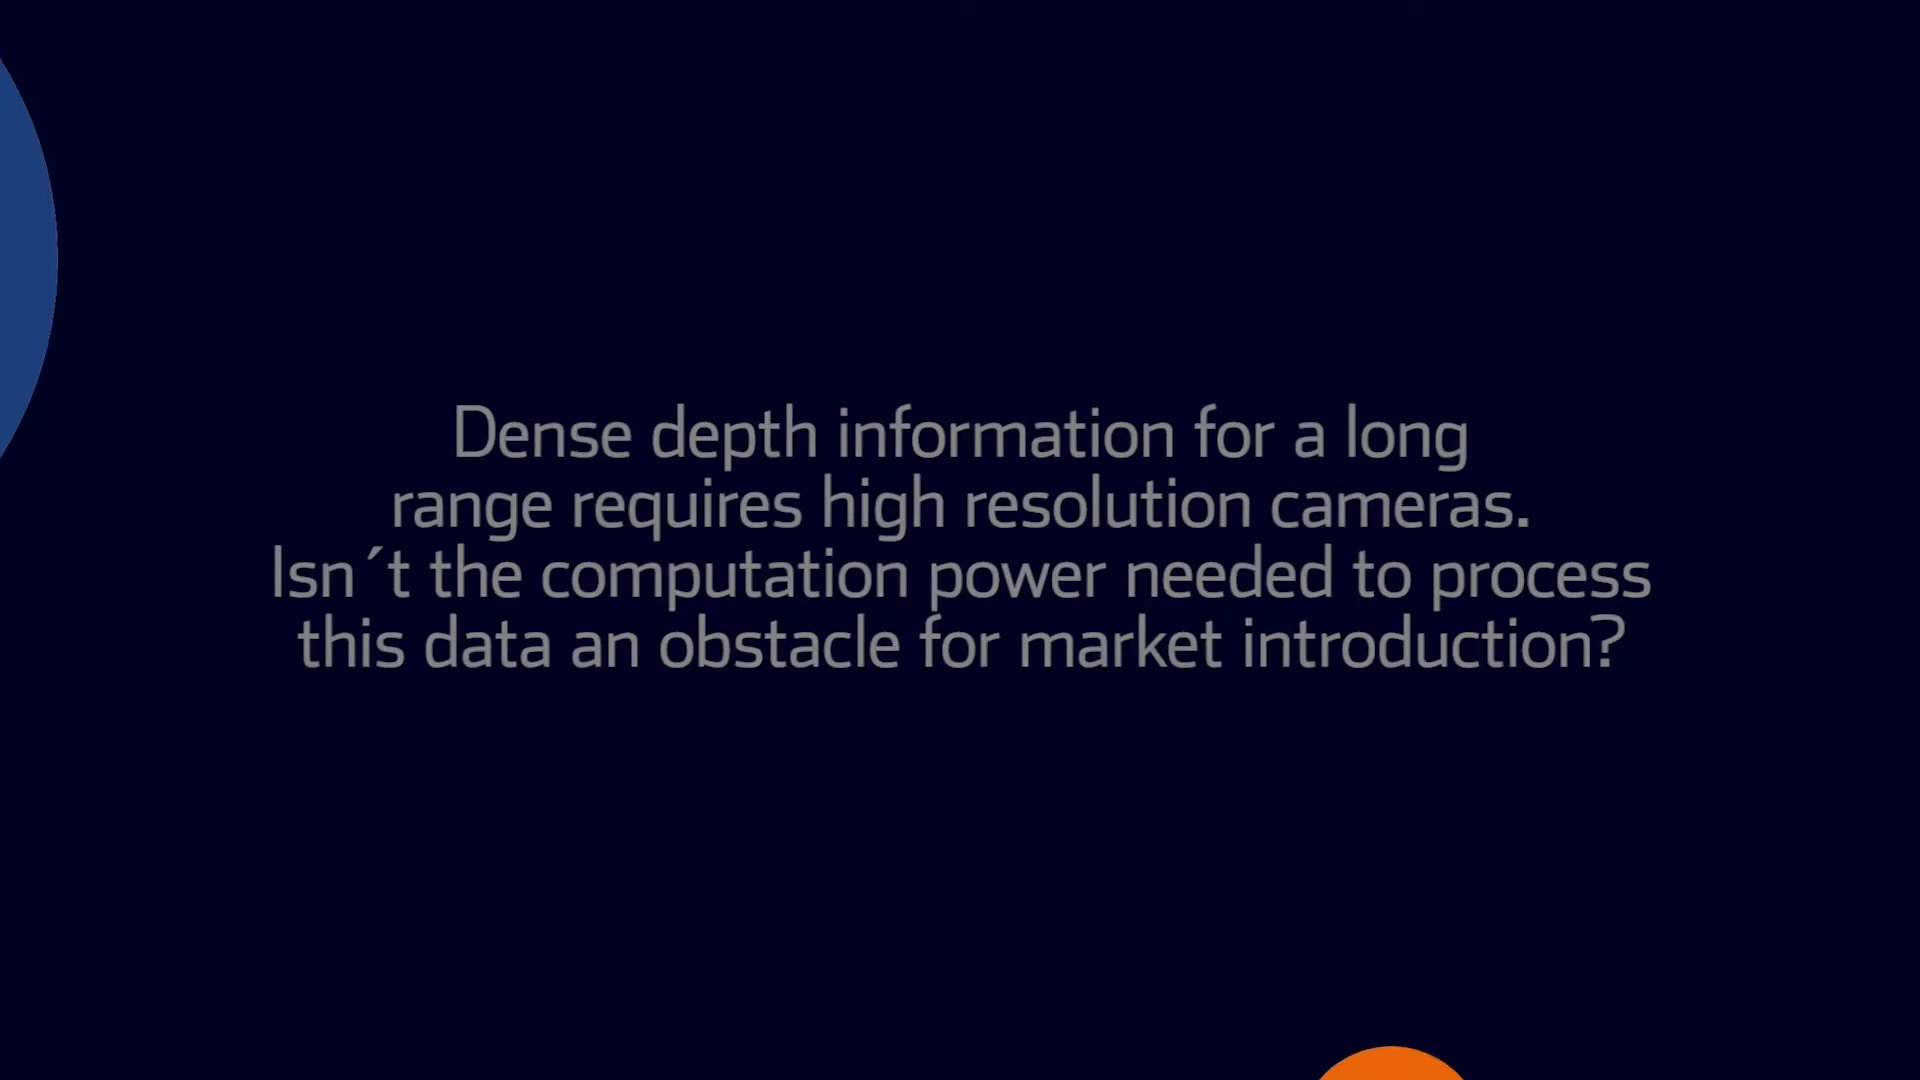 Dense depth information for a long
range requires high resolution cameras.
Isn´t the computation power needed to process
this data an obstacle for market introduction?